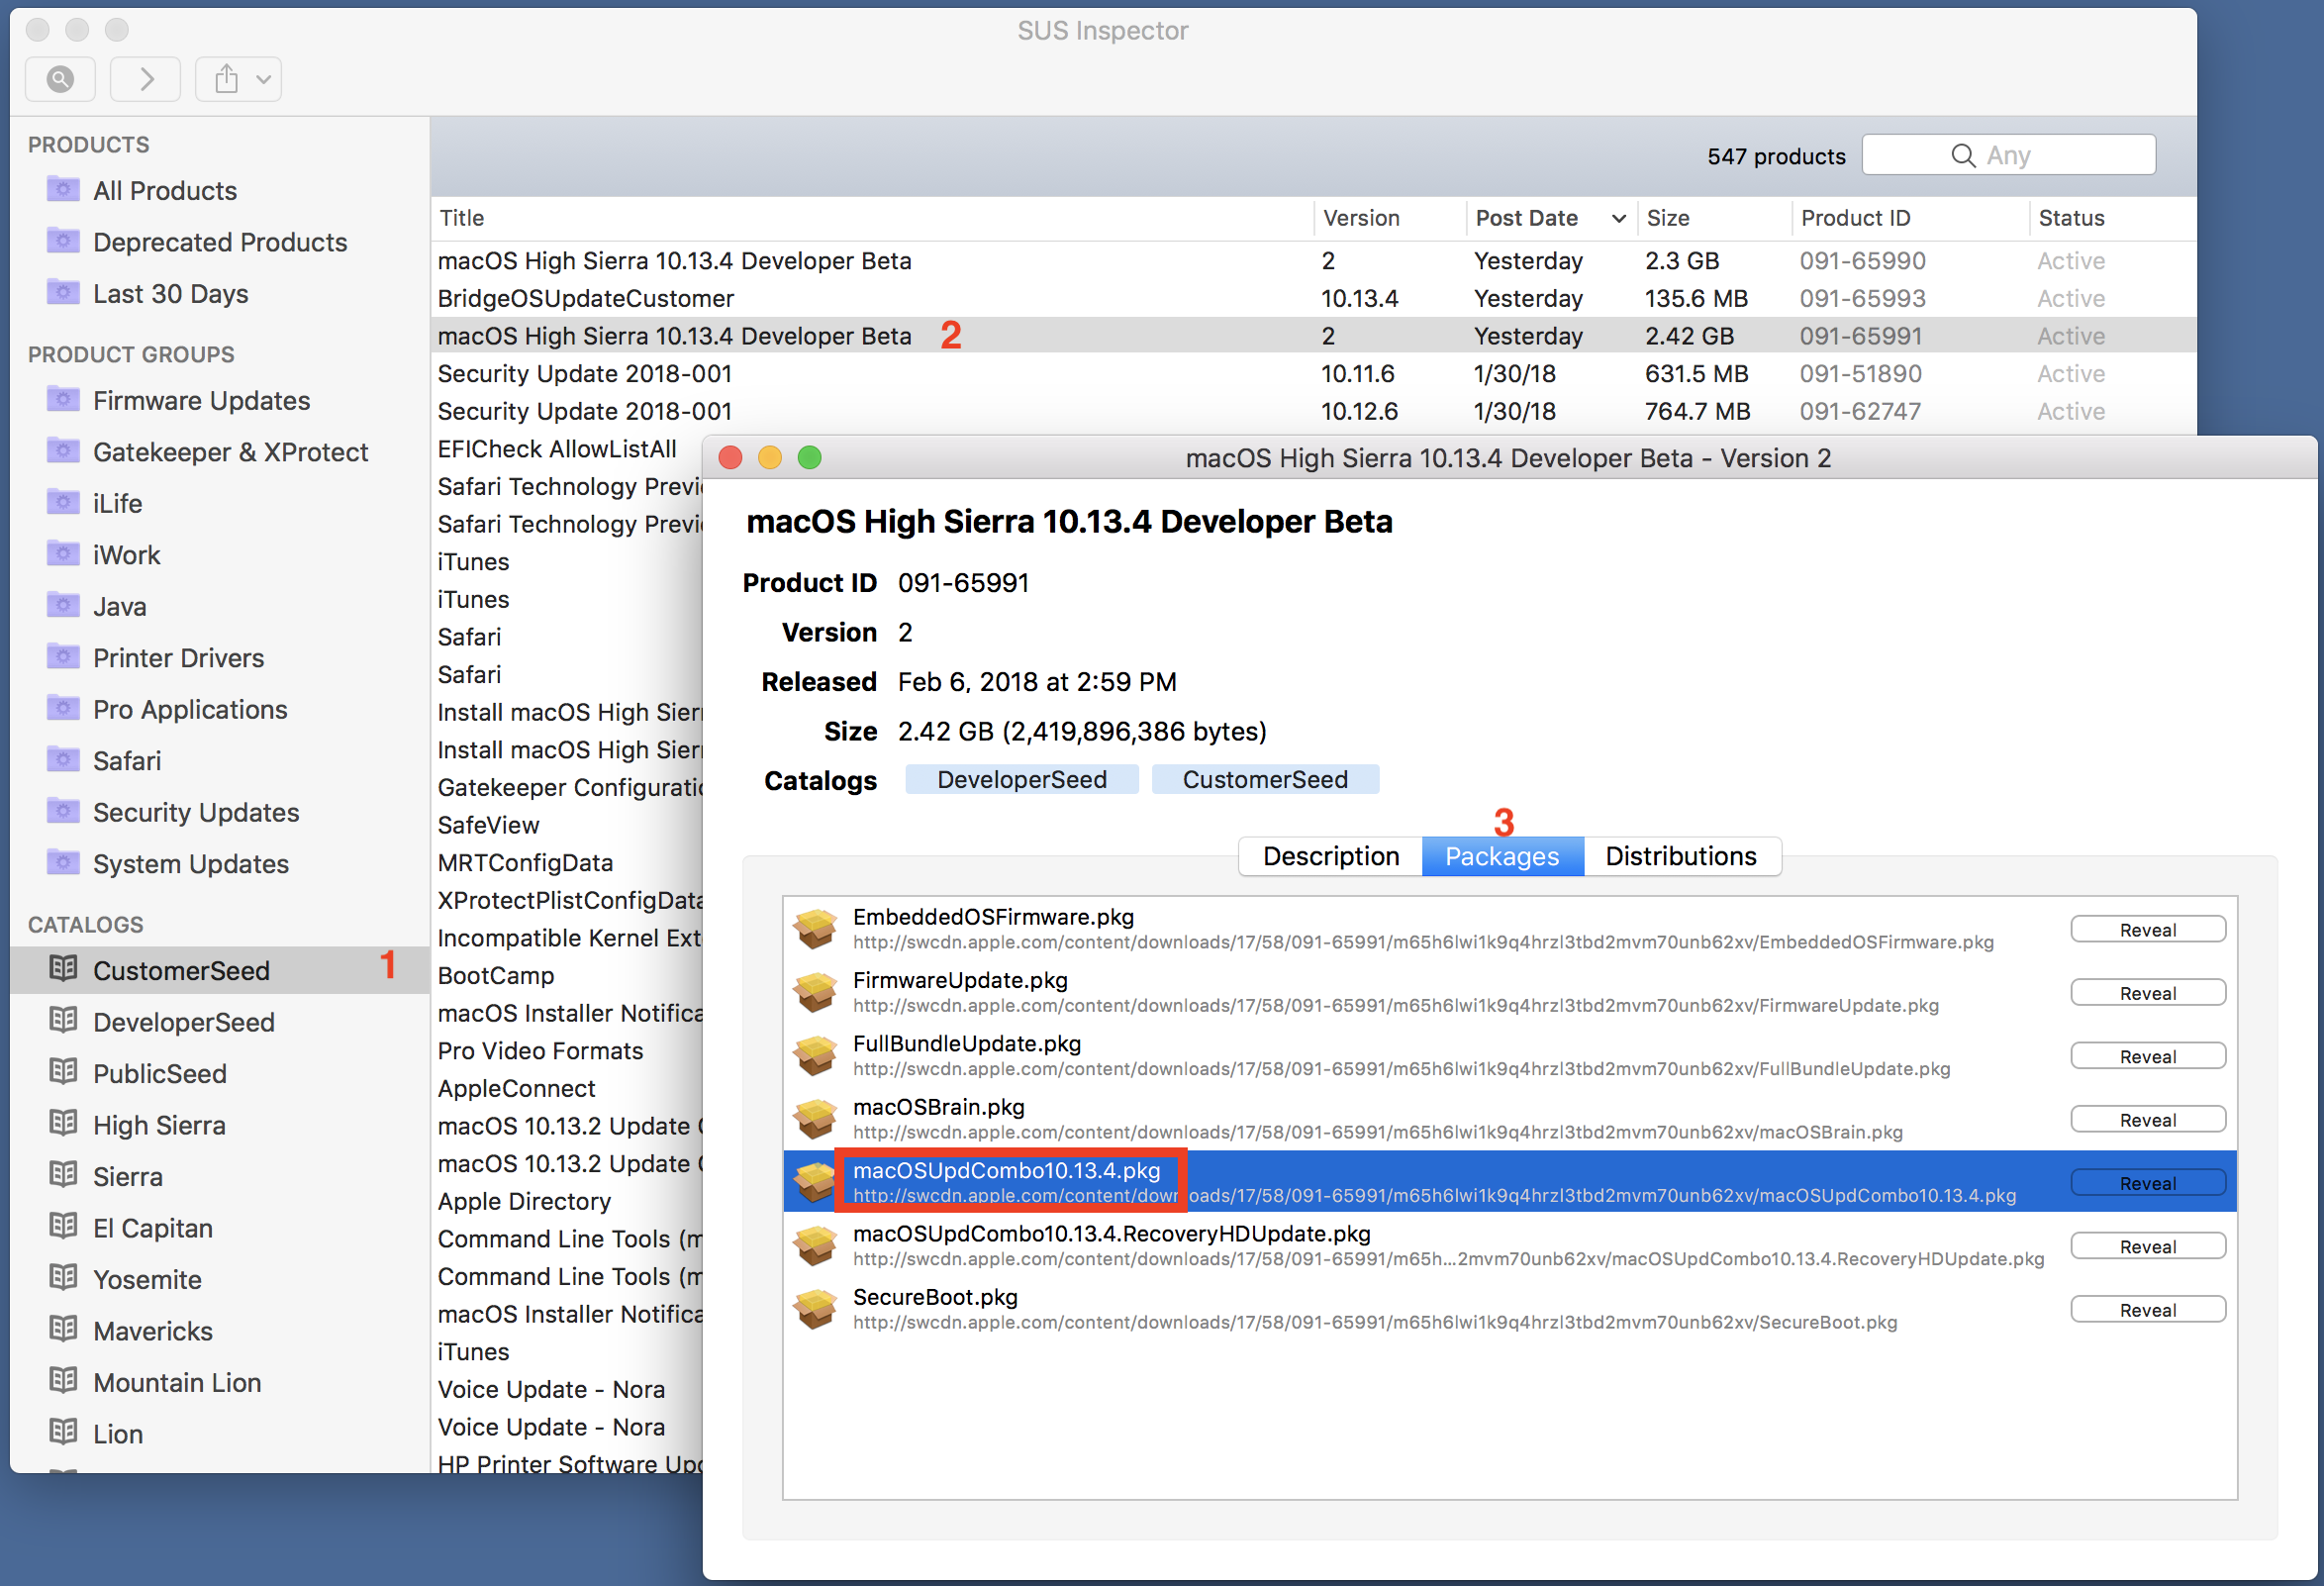 SUS Inspector
PRODUCTS
All Products
Deprecated Products
Last 30 Days
PRODUCT GROUPS
Firmware Updates
Gatekeeper & XProtect
iLife
iWork
Java
Printer Drivers
Pro Applications
Safari
Security Updates
System Updates
CATALOGS
CustomerSeed 1
DeveloperSeed
PublicSeed
High Sierra
Sierra
El Capitan
Yosemite
Mavericks
Mountain Lion
Lion
547 products Any
Title Version Post Date Size Product ID Status
macOS High Sierra 10.13.4 Developer Beta 2 Yesterday 2.3 GB 091-65990 Active
BridgeOSUpdateCustomer 10.13.4 Yesterday 135.6 MB 091-65993 Active
macOS High Sierra 10.13.4 Developer Beta 2 2 Yesterday 2.42 GB 091-65991 Active
Security Update 2018-001 10.11.6 1/30/18 631.5 MB 091-51890 Active
Security Update 2018-001 10.12.6 1/30/18 764.7 MB 091-62747 Active
EFICheck AllowListAll
Safari Technology Previ
Safari Technology Previ
iTunes
iTunes
Safari
Safari
Install macOS High Sier
Install macOS High Sier
Gatekeeper Configuratio
SafeView
MRTConfigData
XProtectPlistConfigData
Incompatible Kernel Ext
BootCamp
macOS Installer Notifica
Pro Video Formats
AppleConnect
macOS 10.13.2 Update
macOS 10.13.2 Update
Apple Directory
Command Line Tools (m
Command Line Tools (m
macOS Installer Notifica
iTunes
Voice Update - Nora
Voice Update - Nora
HP Printer Software Upd
macOS High Sierra 10.13.4 Developer Beta - Version 2
macOS High Sierra 10.13.4 Developer Beta
Product ID 091-65991
Version 2
Released Feb 6, 2018 at 2:59 PM
Size 2.42 GB (2,419,896,386 bytes)
Catalogs DeveloperSeed CustomerSeed
3
Description Packages Distributions
EmbeddedOSFirmware.pkg
http://swcdn.apple.com/content/downloads/17/58/091-65991/m65h6lwi1k9q4hrzl3tbd2mvm70unb62xv/EmbeddedOSFirmware.pkg Reveal
FirmwareUpdate.pkg
http://swcdn.apple.com/content/downloads/17/58/091-65991/m65h6lwi1k9q4hrzl3tbd2mvm70unb62xv/FirmwareUpdate.pkg Reveal
FullBundleUpdate.pkg
http://swcdn.apple.com/content/downloads/17/58/091-65991/m65h6lwi1k9q4hrzl3tbd2mvm70unb62xv/FullBundleUpdate.pkg Reveal
macOSBrain.pkg
http://swcdn.apple.com/content/downloads/17/58/091-65991/m65h6lwi1k9q4hrzl3tbd2mvm70unb62xv/macOSBrain.pkg Reveal
macOSUpdCombo10.13.4.pkg
http://swcdn.apple.com/content/downloads/17/58/091-65991/m65h6lwi1k9q4hrzl3tbd2mvm70unb62xv/macOSUpdCombo10.13.4.pkg Reveal
macOSUpdCombo10.13.4.RecoveryHDUpdate.pkg
http://swcdn.apple.com/content/downloads/17/58/091-65991/m65h...2mvm70unb62xv/macOSUpdCombo10.13.4.RecoveryHDUpdate.pkg Reveal
SecureBoot.pkg
http://swcdn.apple.com/content/downloads/17/58/091-65991/m65h6lwi1k9q4hrzl3tbd2mvm70unb62xv/SecureBoot.pkg Reveal